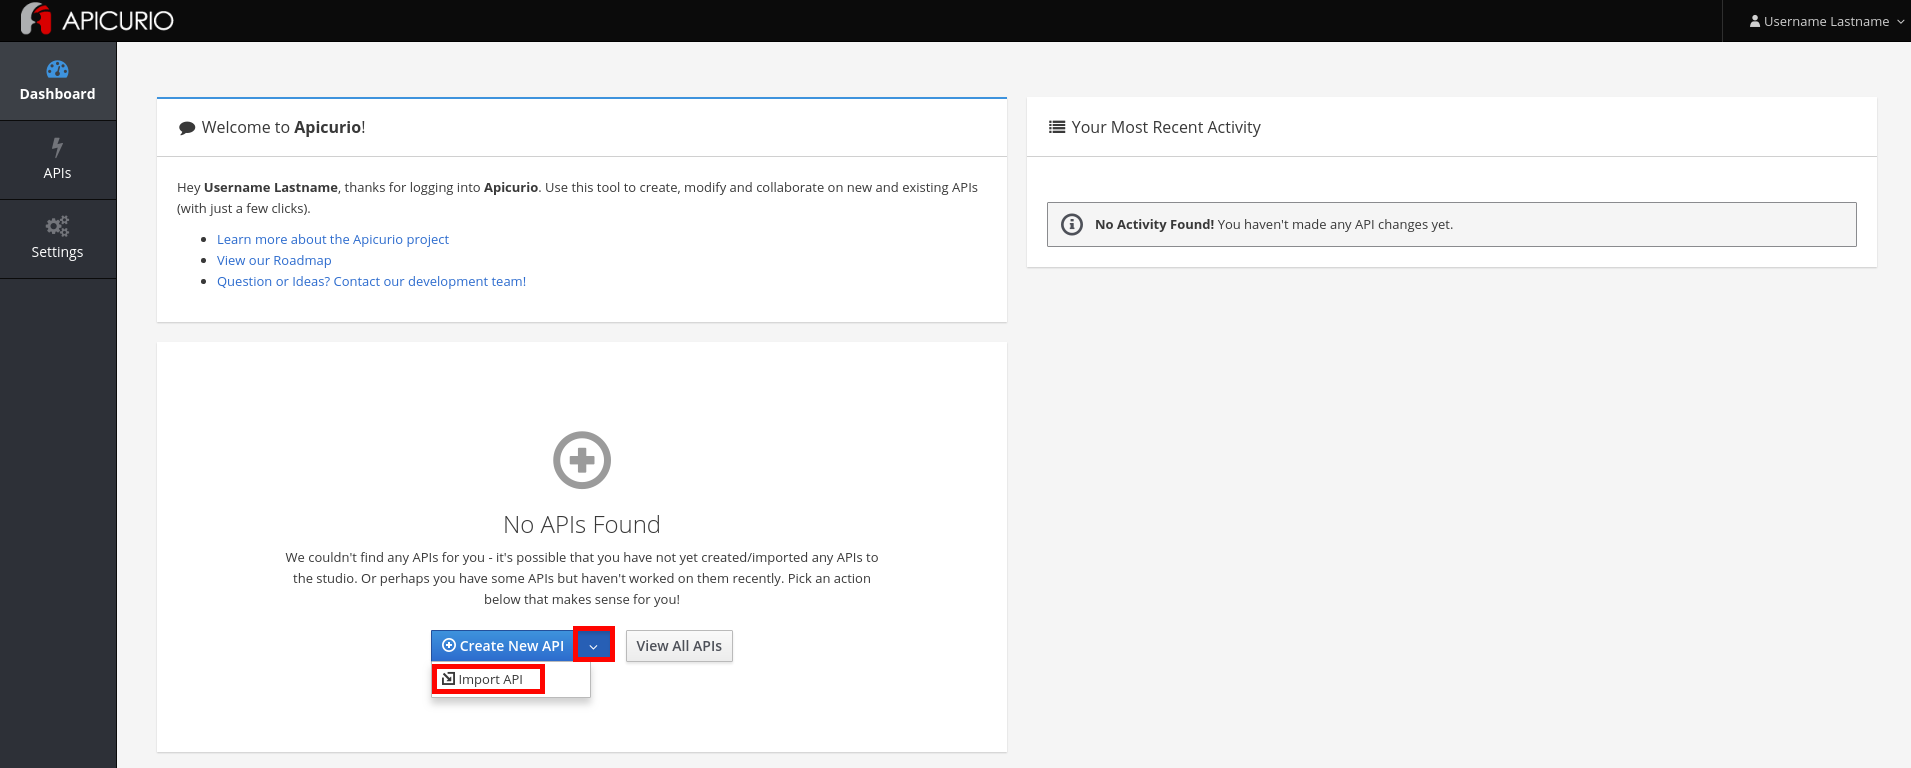 APICURIO
Username Lastname
Dashboard
APIs
Settings
Welcome to Apicurio!
Hey Username Lastname, thanks for logging into Apicurio. Use this tool to create, modify and collaborate on new and existing APIs
(with just a few clicks).
Learn more about the Apicurio project
View our Roadmap
Question or Ideas? Contact our development team!
Your Most Recent Activity
No Activity Found! You haven't made any API changes yet.
No APIs Found
We couldn't find any APIs for you - it's possible that you have not yet created/imported any APIs to
the studio. Or perhaps you have some APIs but haven't worked on them recently. Pick an action
below that makes sense for you!
Create New API
View All APIs
Import API